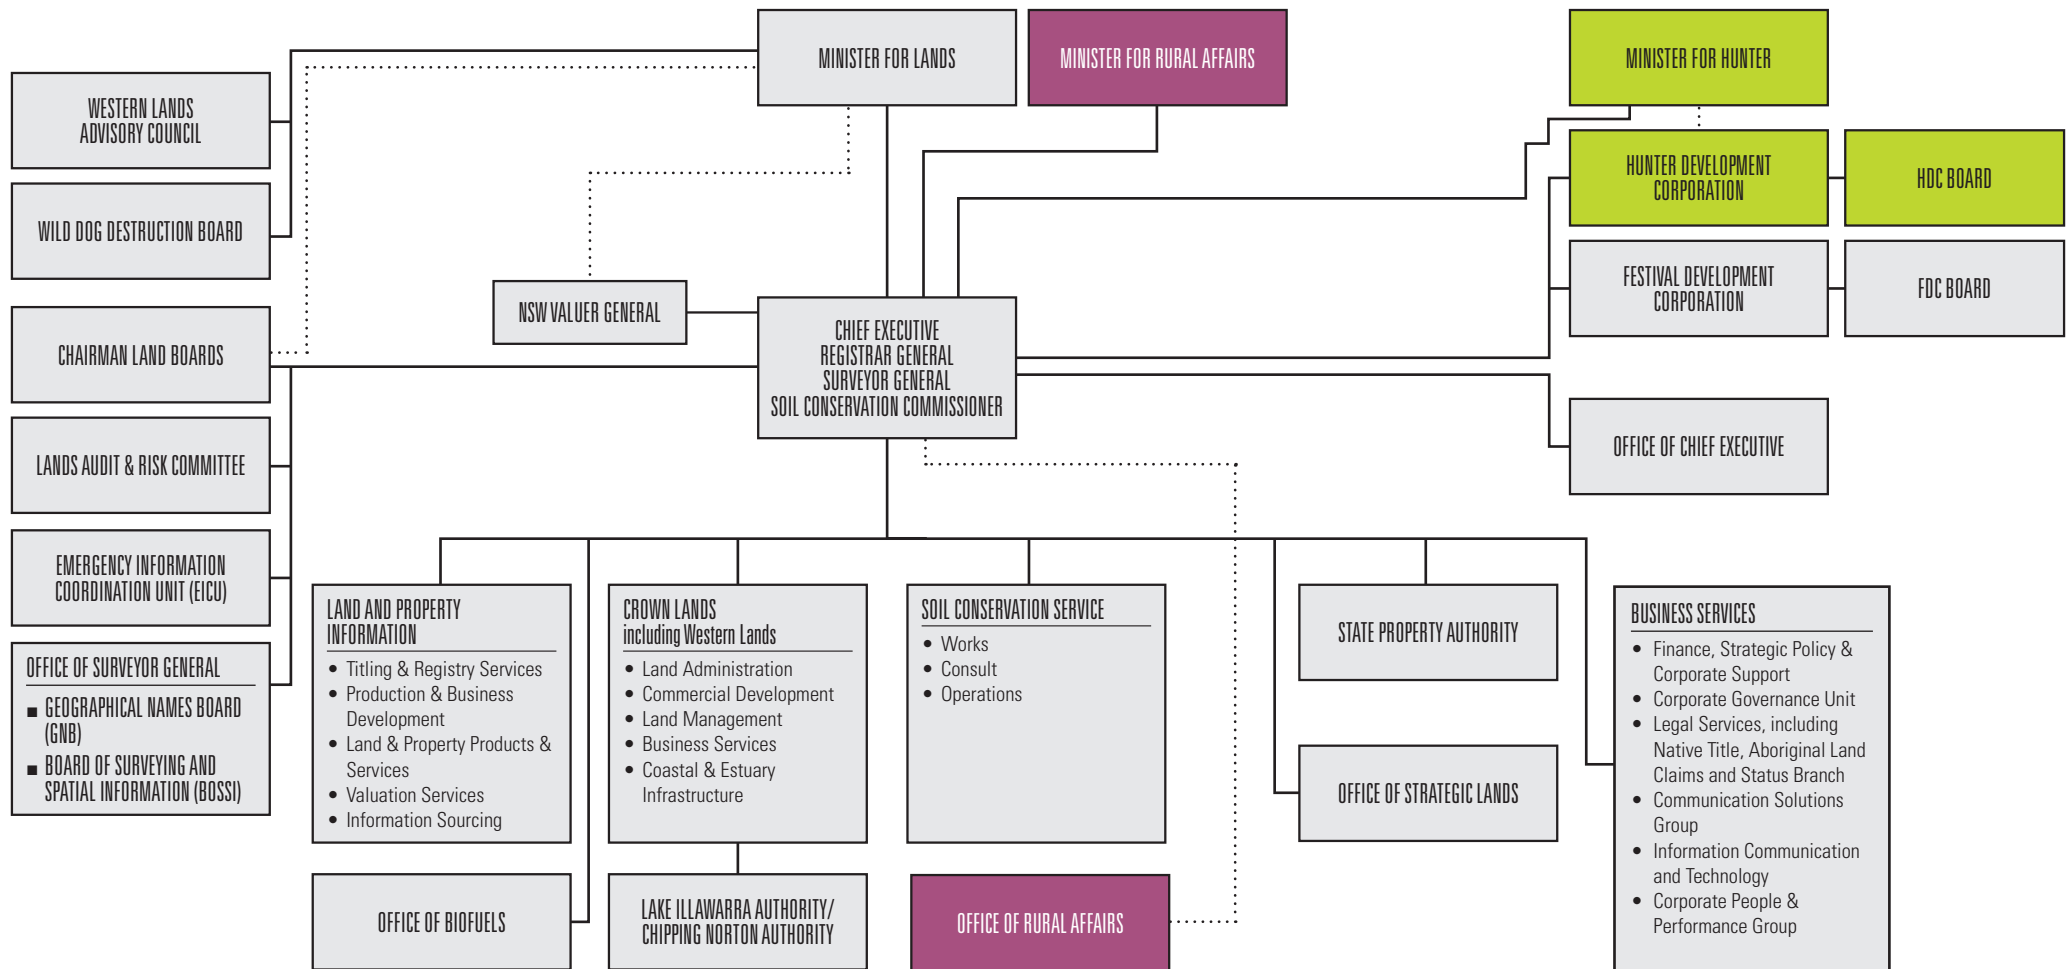 MINISTER FOR LANDS
MINISTER FOR RURAL AFFAIRS
MINISTER FOR HUNTER
WESTERN LANDS
ADVISORY COUNCIL
WILD DOG DESTRUCTION BOARD
HUNTER DEVELOPMENT
CORPORATION
HDC BOARD
FESTIVAL DEVELOPMENT
CORPORATION
FDC BOARD
NSW VALUER GENERAL
CHIEF EXECUTIVE
REGISTRAR GENERAL
SURVEYOR GENERAL
SOIL CONSERVATION COMMISSIONER
CHAIRMAN LAND BOARDS
LANDS AUDIT & RISK COMMITTEE
OFFICE OF CHIEF EXECUTIVE
EMERGENCY INFORMATION
COORDINATION UNIT (EICU)
OFFICE OF SURVEYOR GENERAL
■ GEOGRAPHICAL NAMES BOARD
(GNB)
■ BOARD OF SURVEYING AND
SPATIAL INFORMATION (BOSSI)
LAND AND PROPERTY
INFORMATION
• Titling & Registry Services
• Production & Business
Development
• Land & Property Products &
Services
• Valuation Services
• Information Sourcing
CROWN LANDS
including Western Lands
• Land Administration
• Commercial Development
• Land Management
• Business Services
• Coastal & Estuary
Infrastructure
SOIL CONSERVATION SERVICE
• Works
• Consult
• Operations
STATE PROPERTY AUTHORITY
OFFICE OF STRATEGIC LANDS
BUSINESS SERVICES
• Finance, Strategic Policy &
Corporate Support
• Corporate Governance Unit
• Legal Services, including
Native Title, Aboriginal Land
Claims and Status Branch
• Communication Solutions
Group
• Information Communication
and Technology
• Corporate People &
Performance Group
OFFICE OF BIOFUELS
LAKE ILLAWARRA AUTHORITY/
CHIPPING NORTON AUTHORITY
OFFICE OF RURAL AFFAIRS